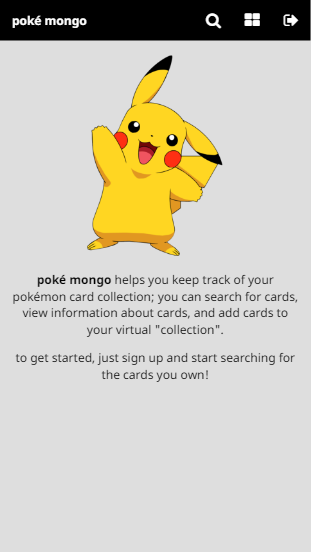 poké mongo
poké mongo helps you keep track of your
pokémon card collection; you can search for cards,
view information about cards, and add cards to
your virtual "collection".
to get started, just sign up and start searching for
the cards you own!